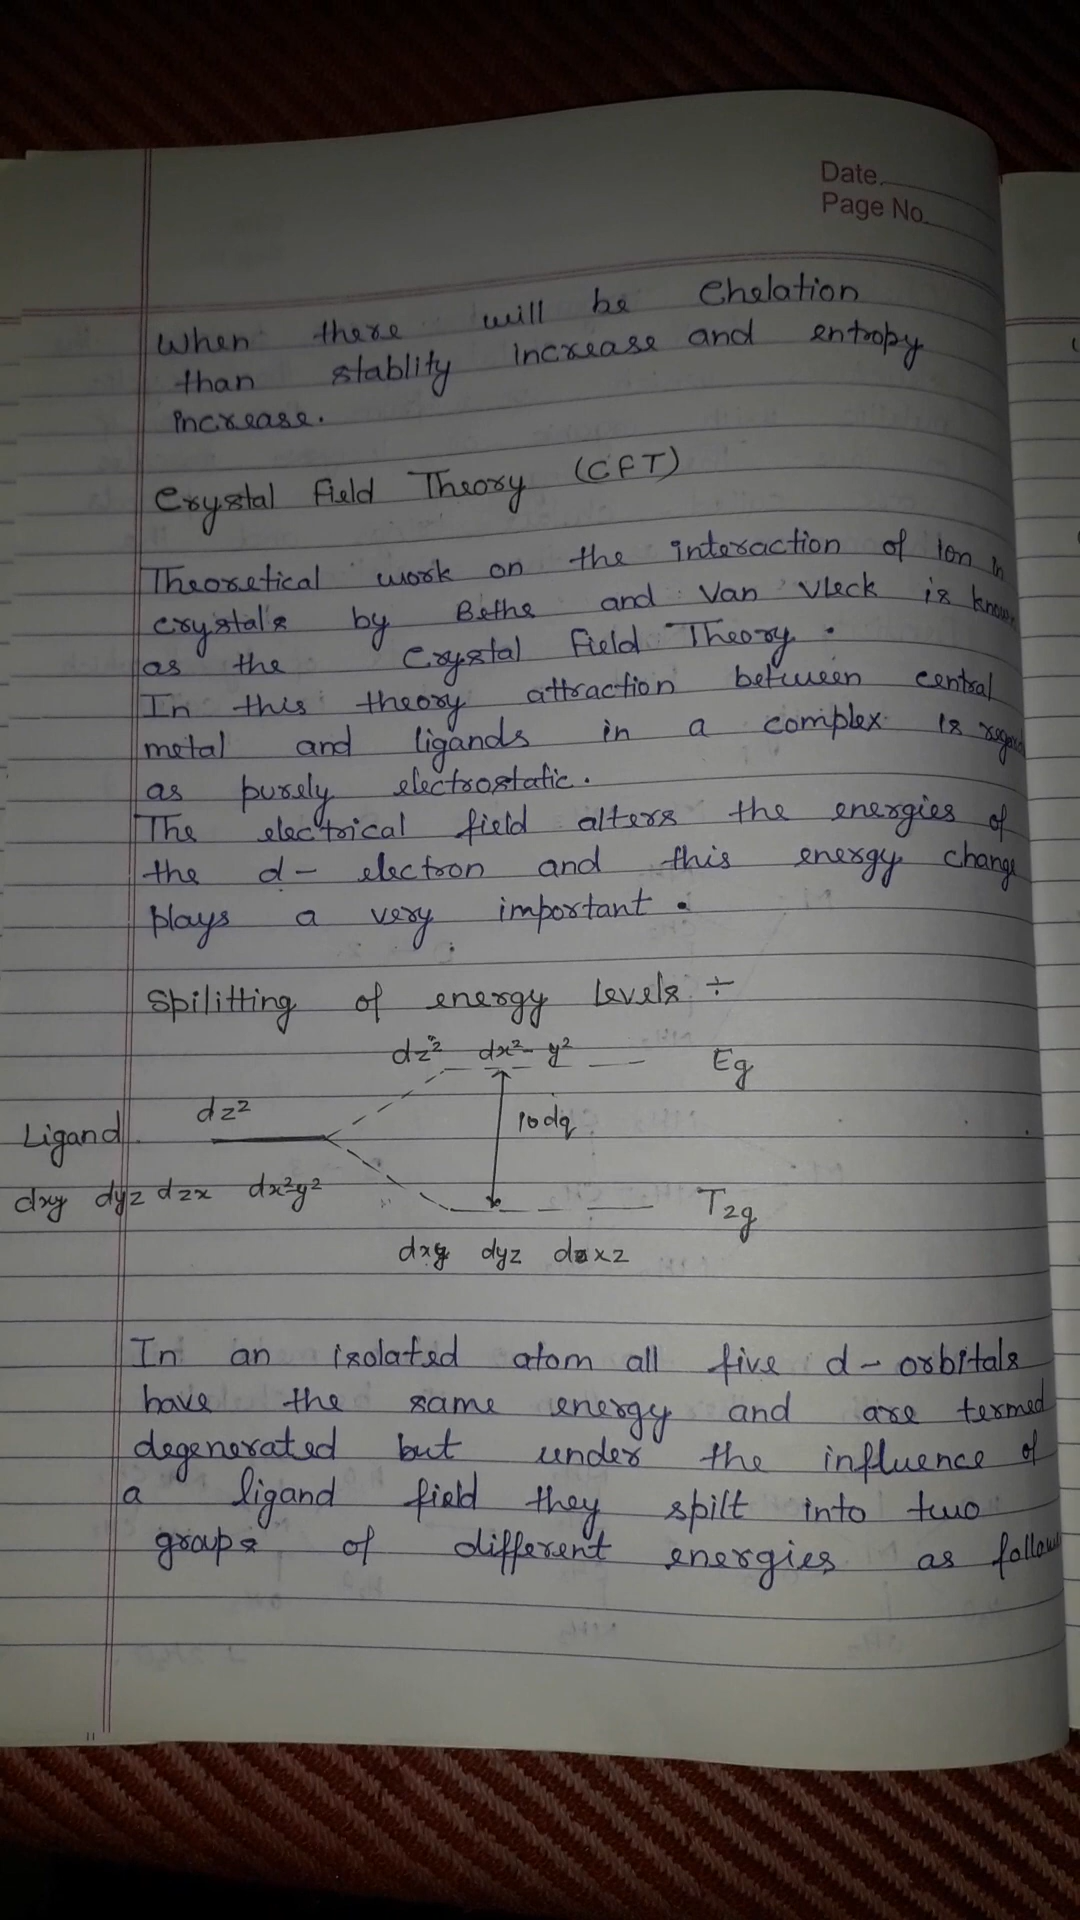 Date.
Page No.
When there will be Chelation
than stablity increase and entropy
increase.
Crystal Field Theory (CFT)
Theoretical work on the interaction of ion in
crystal's by Bethe and Van Vleck is know
as the Crystal Field Theory.
In this theory attraction between central
metal and ligands in a complex is regard
as purely electrostatic.
The electrical field alters the energies of
the d- electron and this energy change
plays a very important.
Spilitting of energy Levels ÷
dz² dx²-y² Eg
dz²
Ligand 10dq
dxy dyz dzx dx²y²
T2g
dxy dyz dxz
In an isolated atom all five d- orbitals
have the same energy and are termed
degenerated but under the influence of
a ligand field they spilt into two
groups of different energies as follow